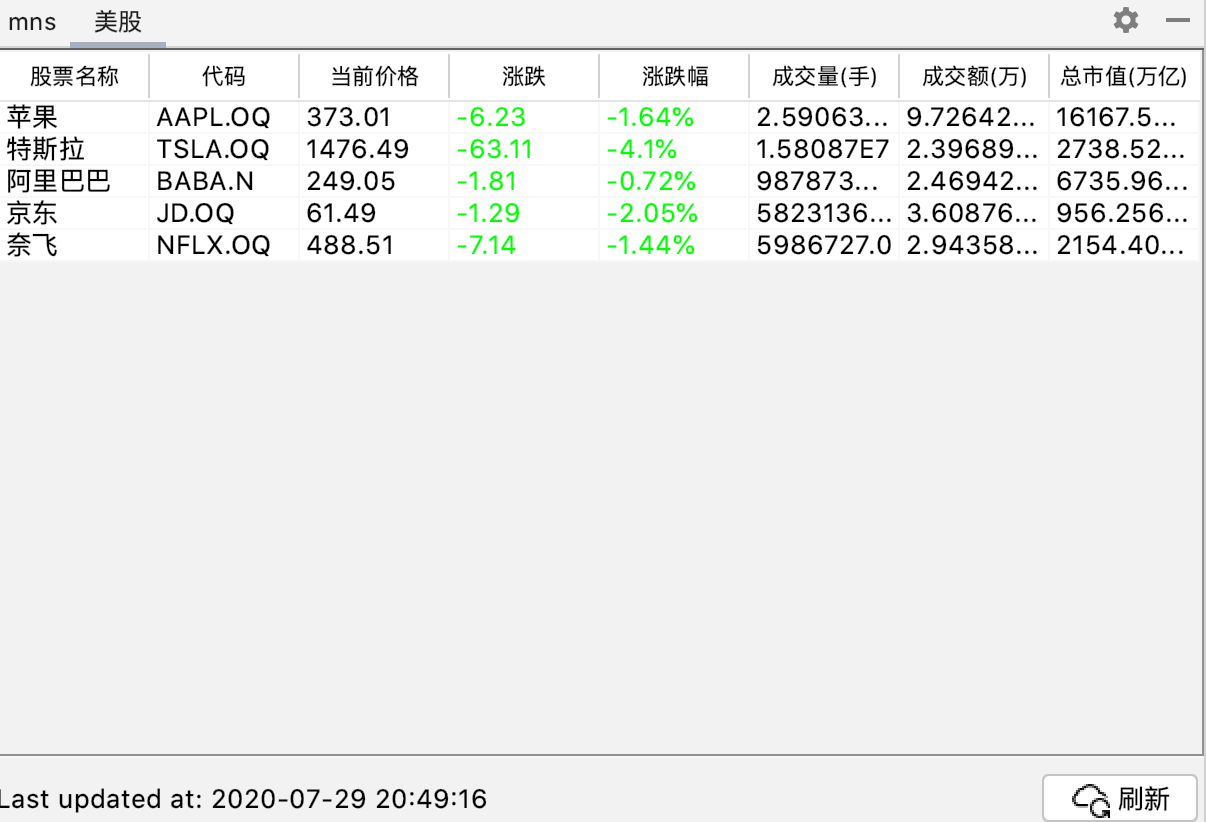 mns 美股
股票名称 代码 当前价格 涨跌 涨跌幅 成交量(手) 成交额(万) 总市值(万亿)
苹果 AAPL.OQ 373.01 -6.23 -1.64% 2.59063... 9.72642... 16167.5...
特斯拉 TSLA.OQ 1476.49 -63.11 -4.1% 1.58087E7 2.39689... 2738.52...
阿里巴巴 BABA.N 249.05 -1.81 -0.72% 987873... 2.46942... 6735.96...
京东 JD.OQ 61.49 -1.29 -2.05% 5823136... 3.60876... 956.256...
奈飞 NFLX.OQ 488.51 -7.14 -1.44% 5986727.0 2.94358... 2154.40...
Last updated at: 2020-07-29 20:49:16 刷新